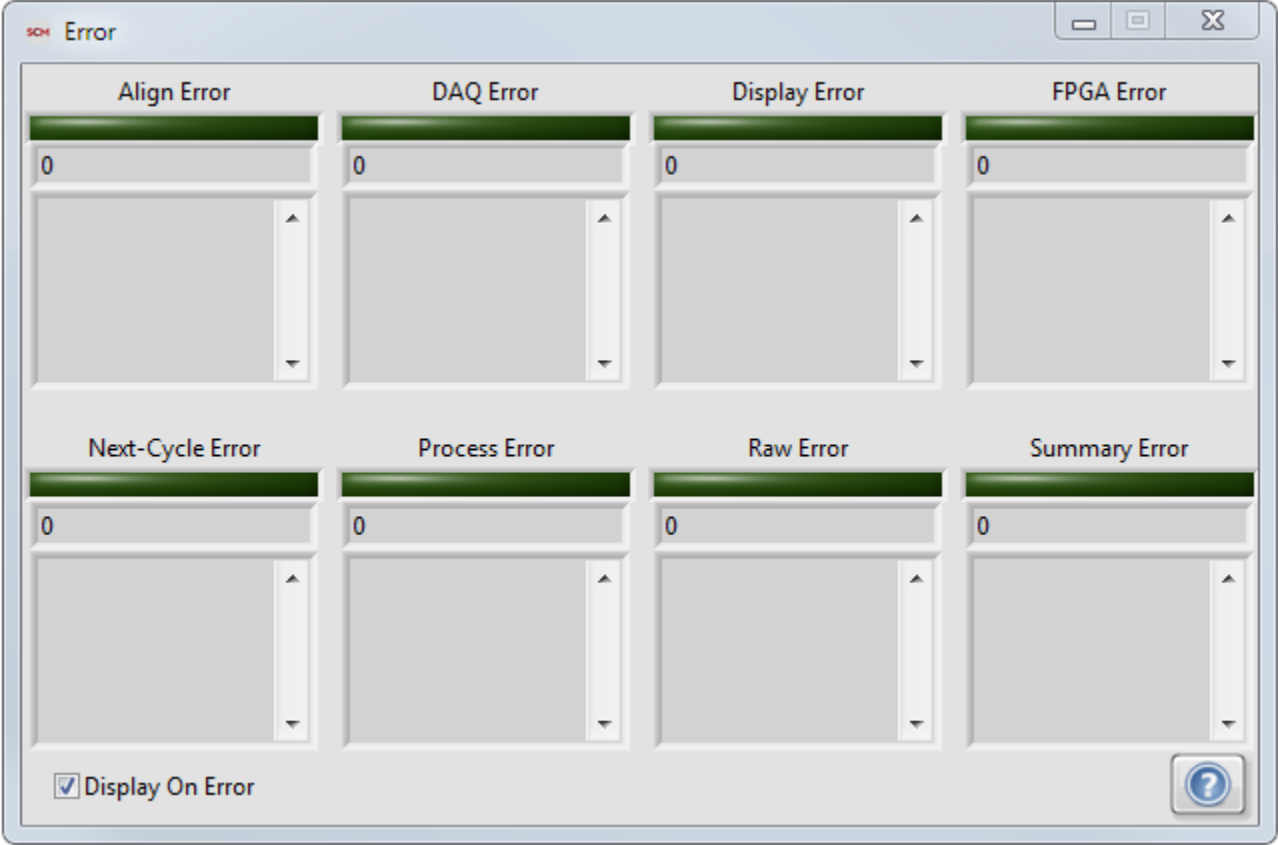 SCM Error
Align Error DAQ Error Display Error FPGA Error
0 0 0 0
Next-Cycle Error Process Error Raw Error Summary Error
0 0 0 0
Display On Error
?